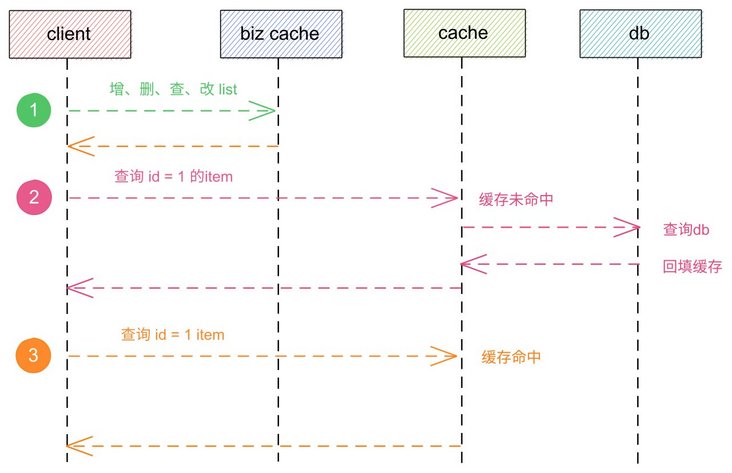 client
biz cache
cache
db
增、删、查、改 list
1
查询 id = 1 的item
2
缓存未命中
查询db
回填缓存
查询 id = 1 item
3
缓存命中